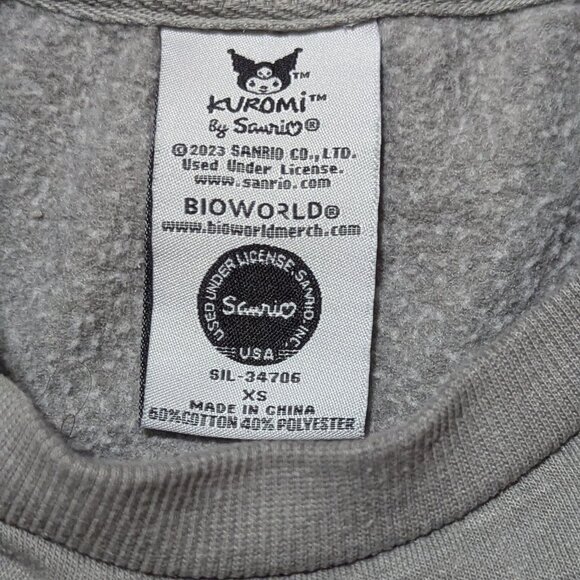 ™
KUROMI™
By Sanrio®
©2023 SANRIO CO., LTD.
Used Under License.
www.sanrio.com
BIOWORLD®
www.bioworldmerch.com
USED UNDER LICENSE. SANRIO, INC.
Sanrio
USA
SIL-34706
XS
MADE IN CHINA
60%COTTON 40% POLYESTER